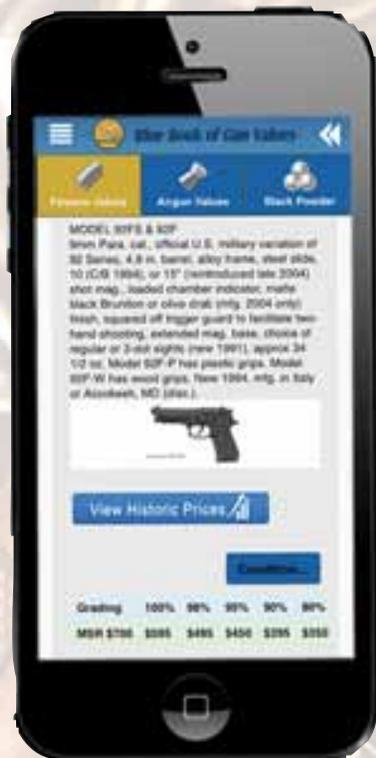 Blue Book of Gun Values
Airgun Values
Black Powder
MODEL 92FS & 92F
9mm Para. cal., official U.S. military variation of
92 Series, 4.9 in. barrel, alloy frame, steel slide,
10 (C/B 1994), or 15* (reintroduced late 2004)
shot mag., loaded chamber indicator, matte
black Bruniton or olive drab (mfg. 2004 only)
finish, squared off trigger guard to facilitate two-
hand shooting, extended mag. base, choice of
regular or 3-dot sights (new 1991), approx 34
1/2 oz. Model 92F-P has plastic grips. Model
92F-W has wood grips. New 1984, mfg. in Italy
or Accokeek, MD (disc.).
View Historic Prices
Condition...
Grading 100% 98% 95% 90% 80%
MSR $700 $595 $495 $450 $395 $350